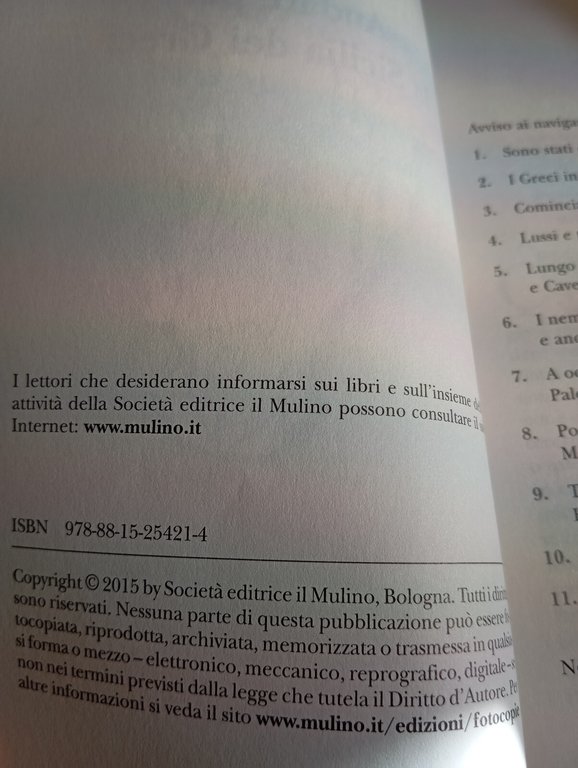 I lettori che desiderano informarsi sui libri e sull'insieme
attività della Società editrice il Mulino possono consultare il
Internet: www.mulino.it
ISBN 978-88-15-25421-4
Copyright © 2015 by Società editrice il Mulino, Bologna. Tutti i
sono riservati. Nessuna parte di questa pubblicazione può essere
tocopiata, riprodotta, archiviata, memorizzata o trasmessa in
si forma o mezzo – elettronico, meccanico, reprografico, digitale –
non nei termini previsti dalla legge che tutela il Diritto d'Autore. Pe
altre informazioni si veda il sito www.mulino.it/edizioni/fotocopie
Avviso ai naviga
1. Sono stati
2. I Greci in
3. Cominci
4. Lussi e
5. Lungo
e Cave
6. I nem
e an
7. A o
Pal
8. Po
M
9. T
10.
11.
N